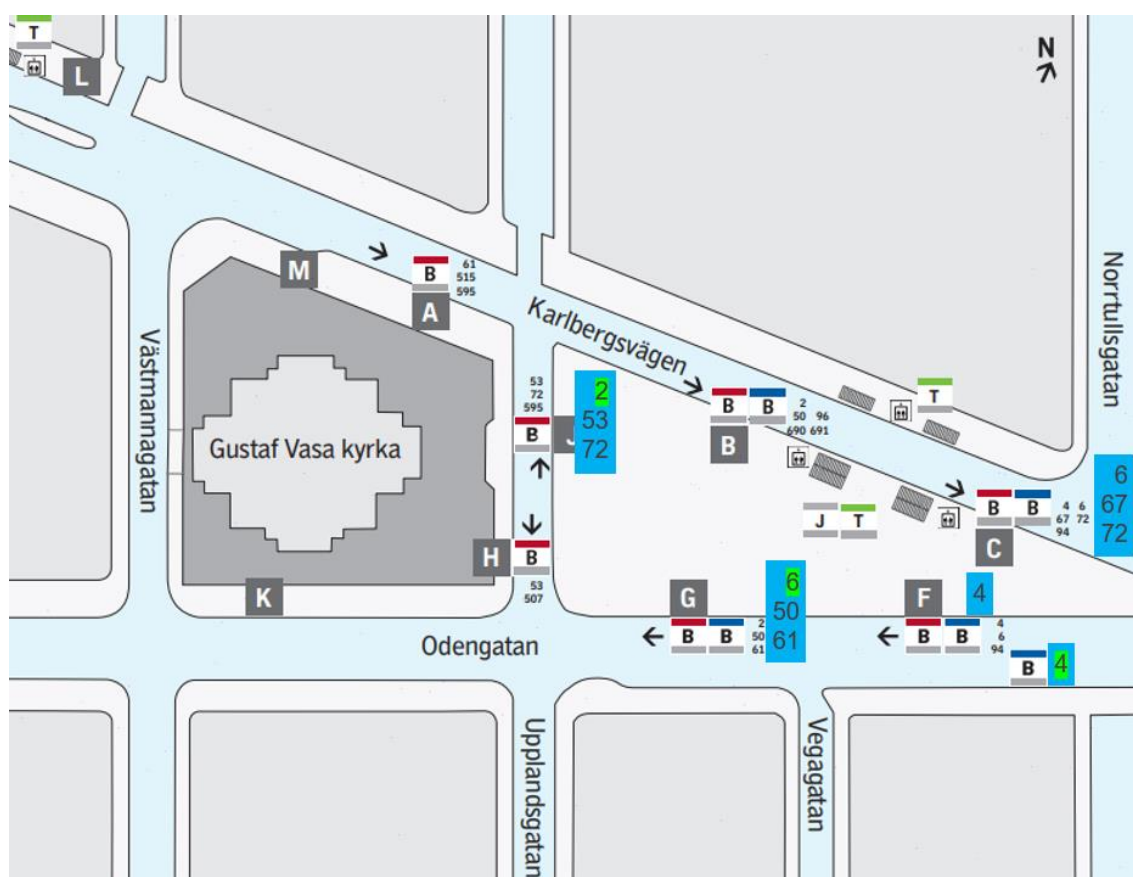 T
L
N
M
B
61
515
595
A
Karlbergsvägen
Norrtullsgatan
Västmannagatan
53
72
595
2
53
72
B
J
Gustaf Vasa kyrka
B
B
2
50 96
690 691
B
T
J
T
B
B
4 6
67 72
94
6
67
72
C
H
B
53
507
K
G
B
B
2
50
61
6
50
61
F
4
B
B
4
6
94
B
4
Odengatan
Upplandsgatan
Vegagatan